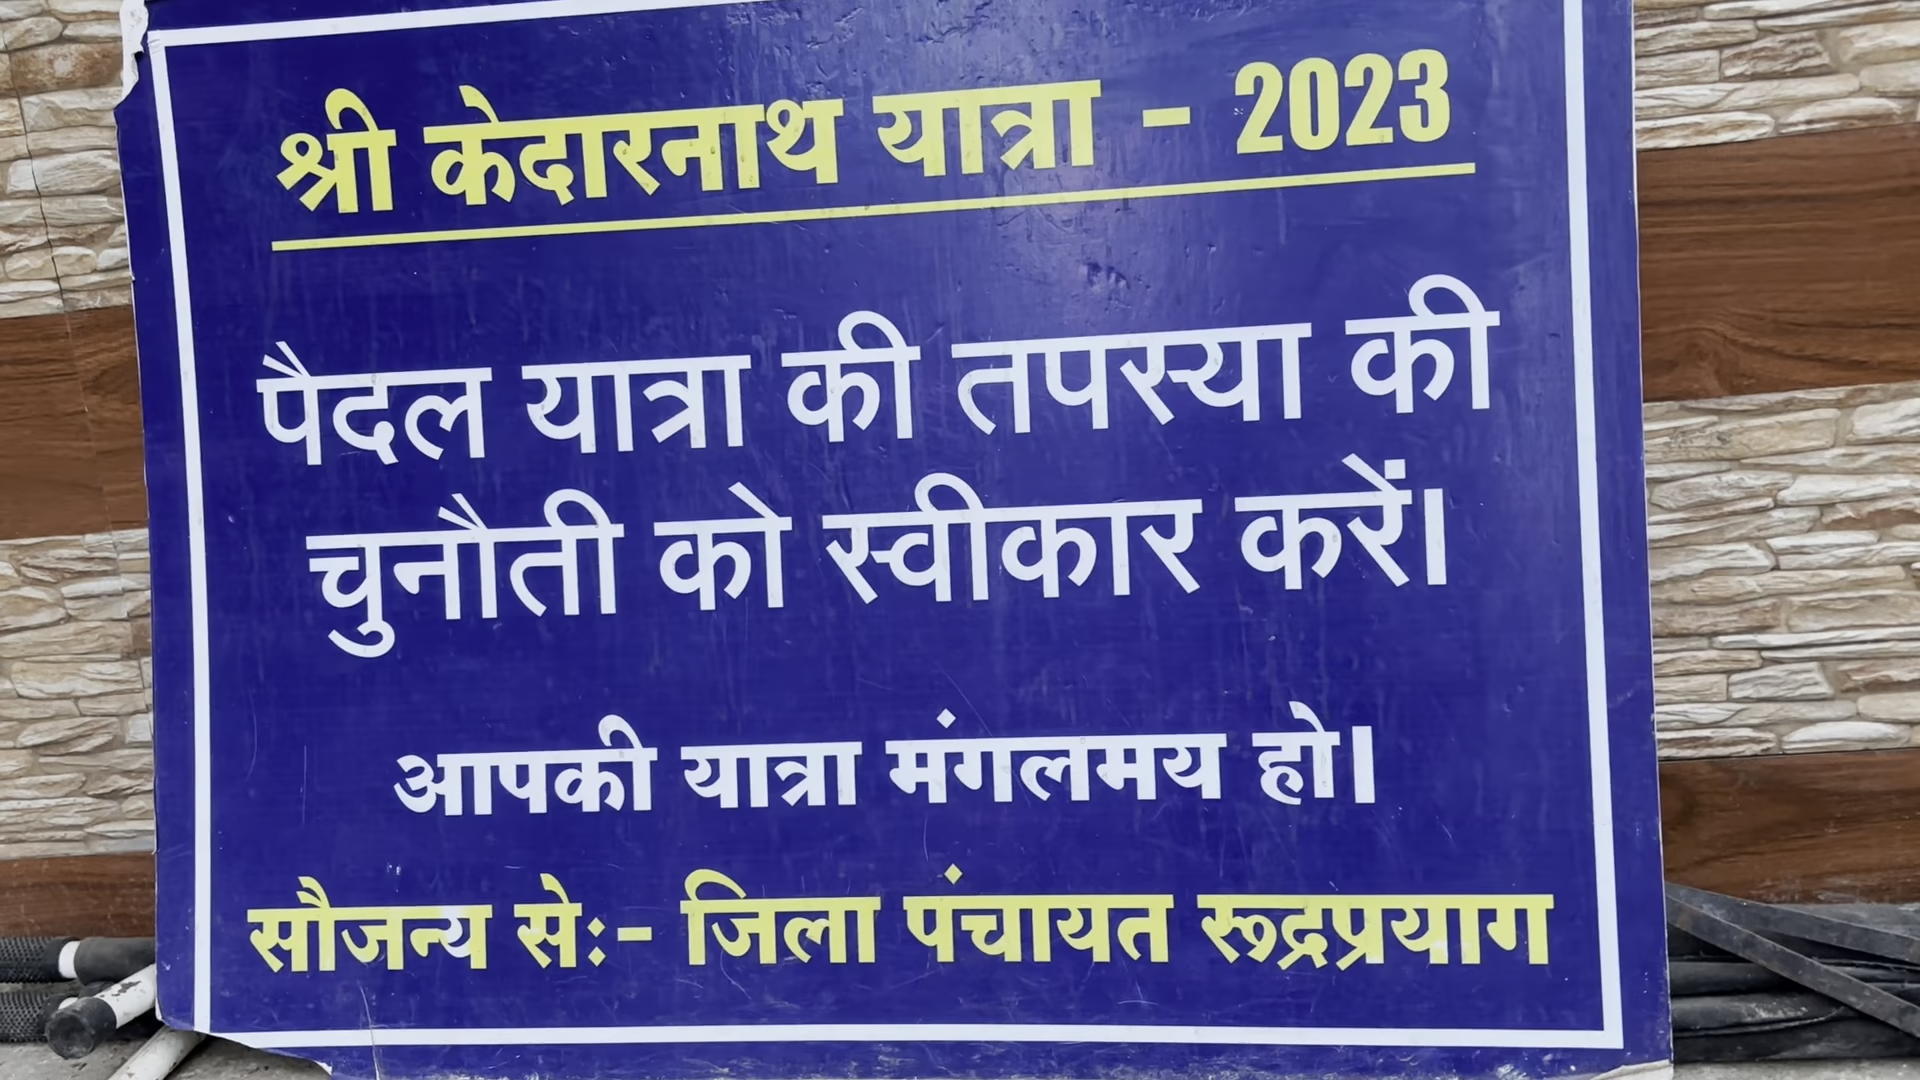 श्री केदारनाथ यात्रा - 2023
पैदल यात्रा की तपस्या की
चुनौती को स्वीकार करें।
आपकी यात्रा मंगलमय हो।
सौजन्य से:- जिला पंचायत रूद्रप्रयाग